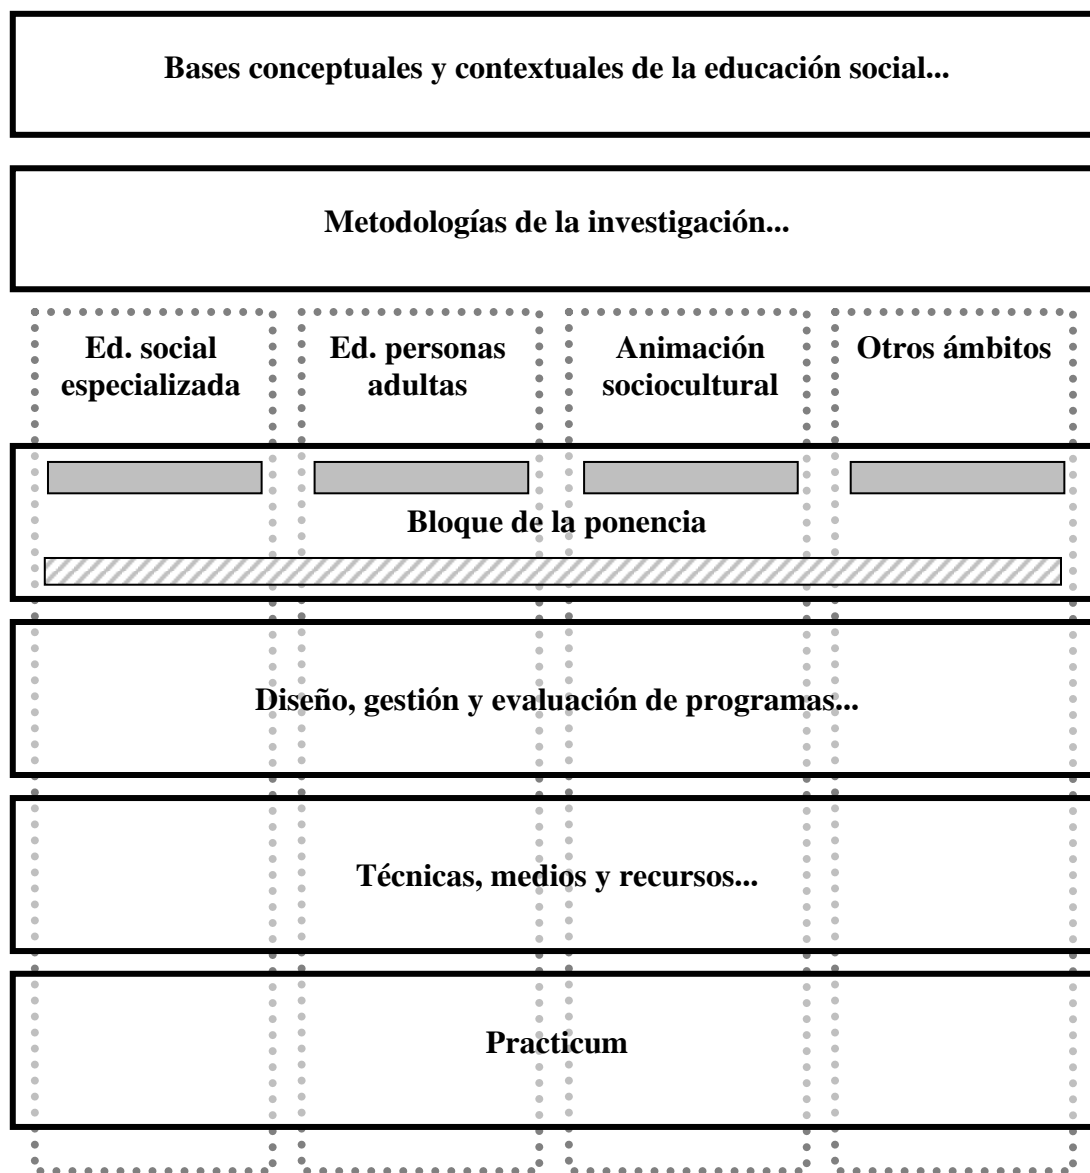 Bases conceptuales y contextuales de la educación social...
Metodologías de la investigación...
Ed. social
especializada
Ed. personas
adultas
Animación
sociocultural
Otros ámbitos
Bloque de la ponencia
Diseño, gestión y evaluación de programas...
Técnicas, medios y recursos...
Practicum